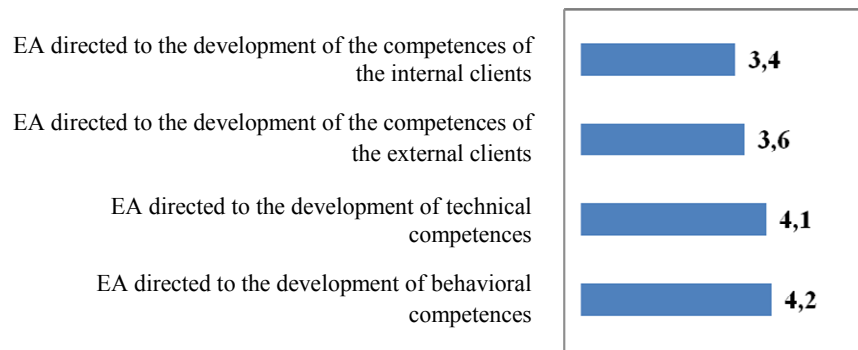 EA directed to the development of the competences of
the internal clients
3,4
EA directed to the development of the competences of
the external clients
3,6
EA directed to the development of technical
competences
4,1
EA directed to the development of behavioral
competences
4,2